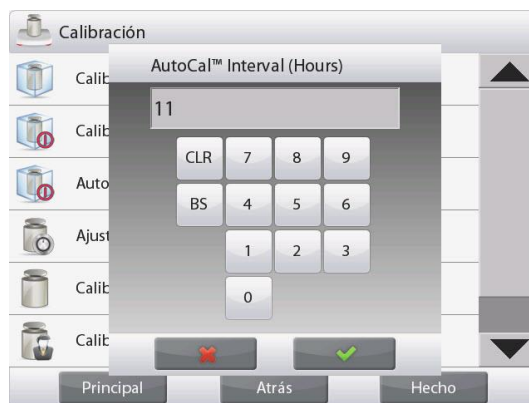 Calibración
AutoCal™ Interval (Hours)
11
Calib
Calib
Auto
Ajust
Calib
Calib
CLR 7 8 9
BS 4 5 6
1 2 3
0
Principal Atrás Hecho